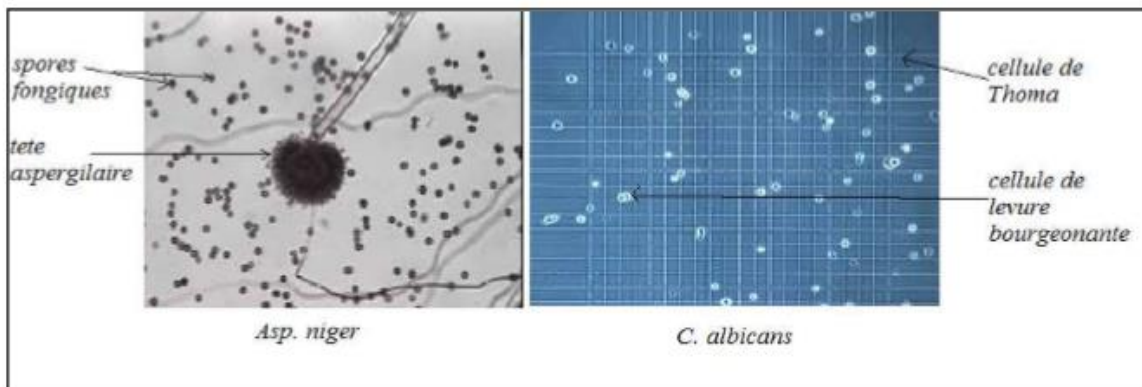 spores
fongiques
tete
aspergilaire
cellule de
Thoma
cellule de
levure
bourgeonante
Asp. niger
C. albicans